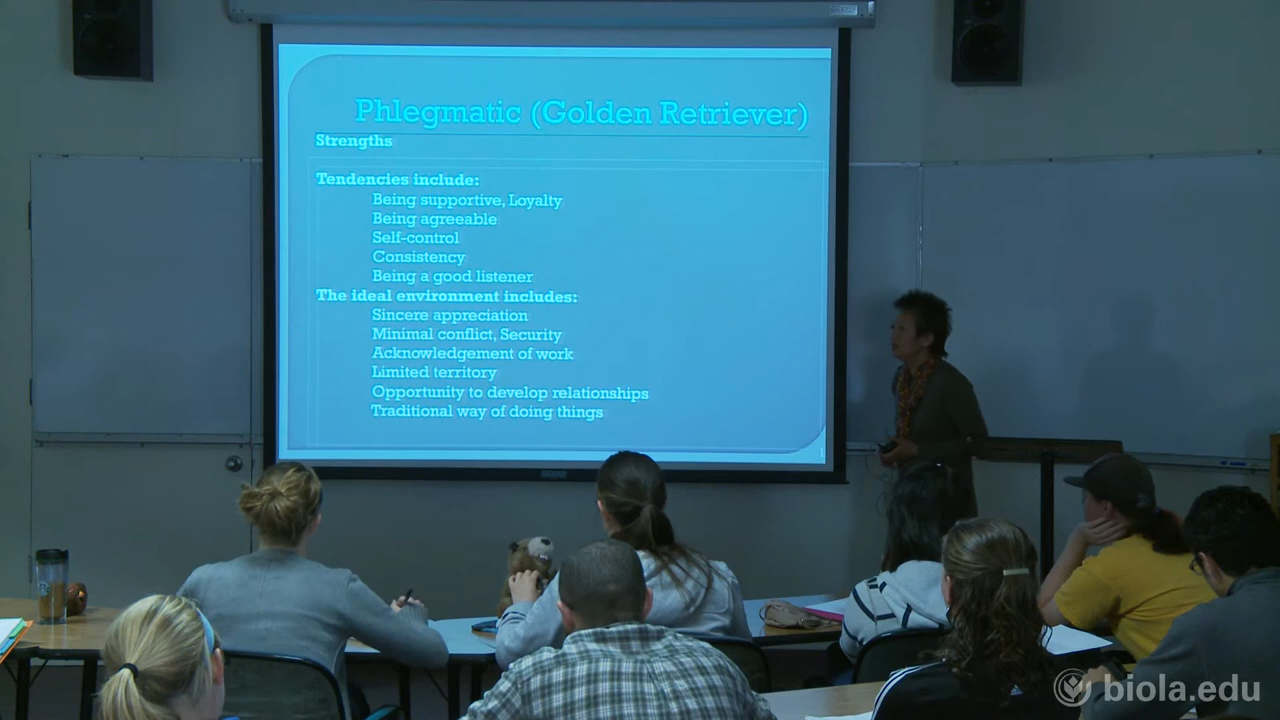 Phlegmatic (Golden Retriever)
Strengths
Tendencies include:
Being supportive, Loyalty
Being agreeable
Self-control
Consistency
Being a good listener
The ideal environment includes:
Sincere appreciation
Minimal conflict, Security
Acknowledgement of work
Limited territory
Opportunity to develop relationships
Traditional way of doing things
biola.edu